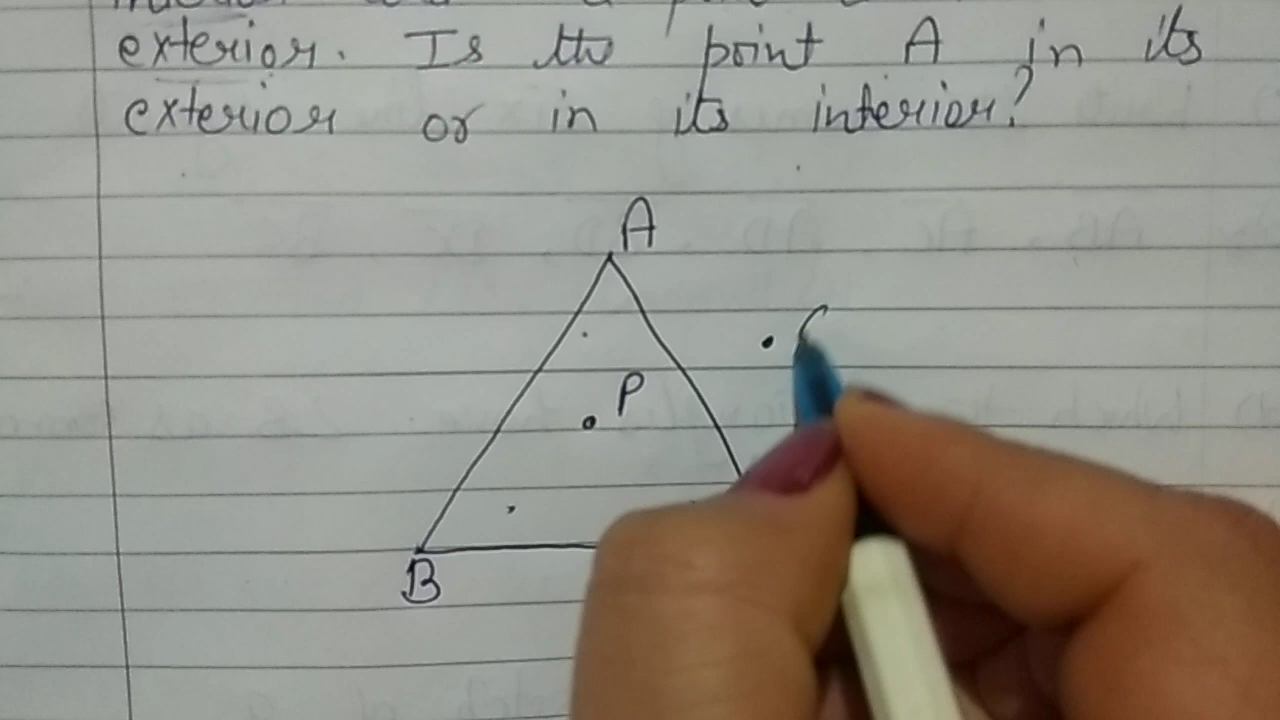 exterior. Is the point A in its
exterior or in its interior?
A
P
B